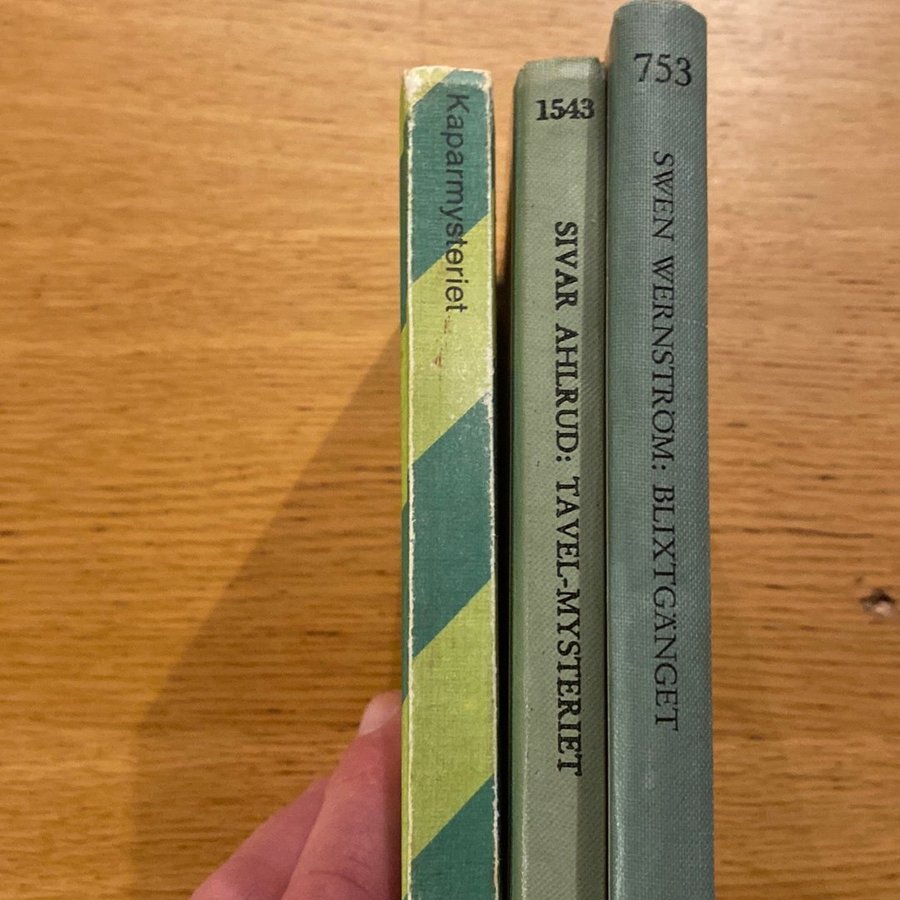 Kaparmysteriet
1543
SIVAR AHLRUD: TAVEL-MYSTERIET
753
SWEN WERNSTRÖM: BLIXTGÄNGET